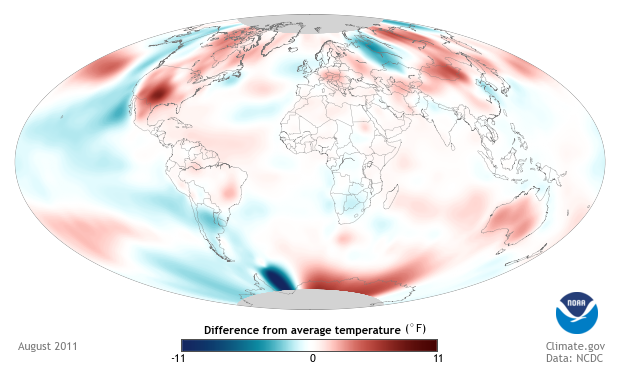 NOAA
Difference from average temperature (°F)
August 2011
-11 0 11
Climate.gov
Data: NCDC